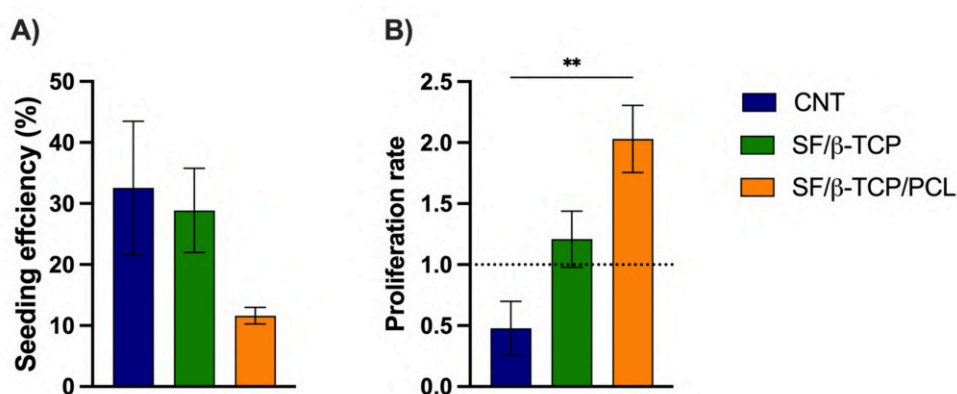 A)
Seeding effciency (%)
50
40
30
20
10
0
B)
Proliferation rate
2.5
2.0
1.5
1.0
0.5
0.0
**
CNT
SF/β-TCP
SF/β-TCP/PCL